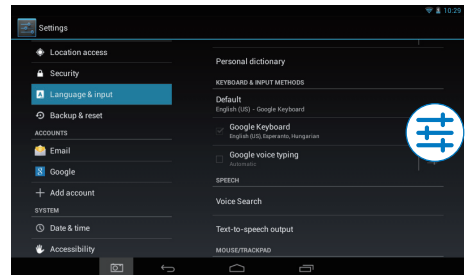 10:29
Settings
Location access
Security
Language & input
Backup & reset
ACCOUNTS
Email
Google
Add account
SYSTEM
Date & time
Accessibility
Personal dictionary
KEYBOARD & INPUT METHODS
Default
English (US) - Google Keyboard
Google Keyboard
English (US), Esperanto, Hungarian
Google voice typing
Automatic
SPEECH
Voice Search
Text-to-speech output
MOUSE/TRACKPAD